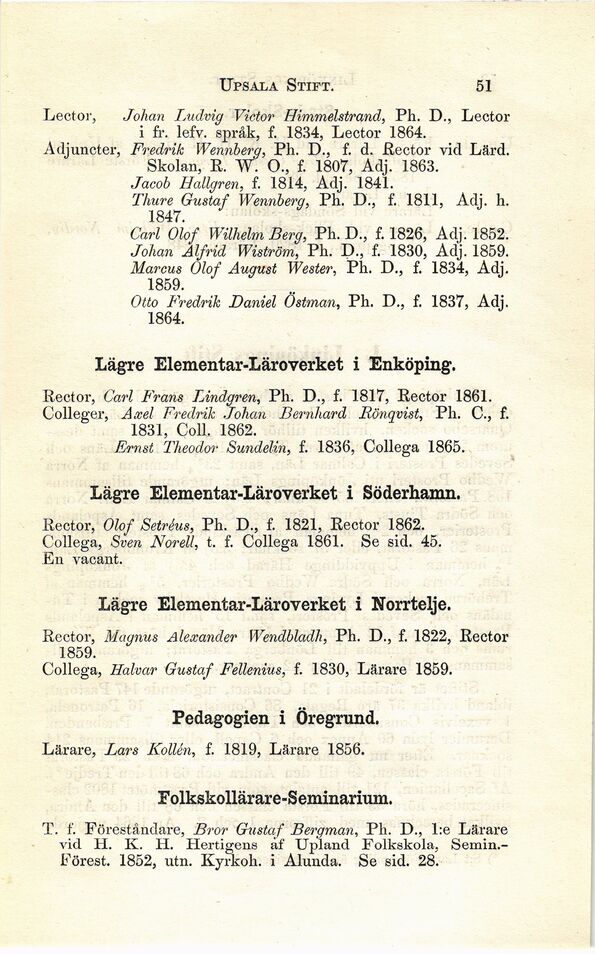 UPSALA STIFT. 51
Lector, Johan Ludvig Victor Himmelstrand, Ph. D., Lector
i fr. lefv. språk, f. 1834, Lector 1864.
Adjuncter, Fredrik Wennberg, Ph. D., f. d. Rector vid Lärd.
Skolan, R. W. O., f. 1807, Adj. 1863.
Jacob Hallgren, f. 1814, Adj. 1841.
Thure Gustaf Wennberg, Ph. D., f. 1811, Adj. h.
1847.
Carl Olof Wilhelm Berg, Ph. D., f. 1826, Adj. 1852.
Johan Alfrid Wiström, Ph. D., f. 1830, Adj. 1859.
Marcus Olof August Wester, Ph. D., f. 1834, Adj.
1859.
Otto Fredrik Daniel Östman, Ph. D., f. 1837, Adj.
1864.
Lägre Elementar-Läroverket i Enköping.
Rector, Carl Frans Lindgren, Ph. D., f. 1817, Rector 1861.
Colleger, Axel Fredrik Johan Bernhard Rönqvist, Ph. C., f.
1831, Coll. 1862.
Ernst Theodor Sundelin, f. 1836, Collega 1865.
Lägre Elementar-Läroverket i Söderhamn.
Rector, Olof Setréus, Ph. D., f. 1821, Rector 1862.
Collega, Sven Norell, t. f. Collega 1861. Se sid. 45.
En vacant.
Lägre Elementar-Läroverket i Norrtelje.
Rector, Magnus Alexander Wendbladh, Ph. D., f. 1822, Rector
1859.
Collega, Halvar Gustaf Fellenius, f. 1830, Lärare 1859.
Pedagogien i Öregrund.
Lärare, Lars Kollén, f. 1819, Lärare 1856.
Folkskollärare-Seminarium.
T. f. Föreståndare, Bror Gustaf Bergman, Ph. D., 1:e Lärare
vid H. K. H. Hertigens af Upland Folkskola, Semin.-
Förest. 1852, utn. Kyrkoh. i Alunda. Se sid. 28.